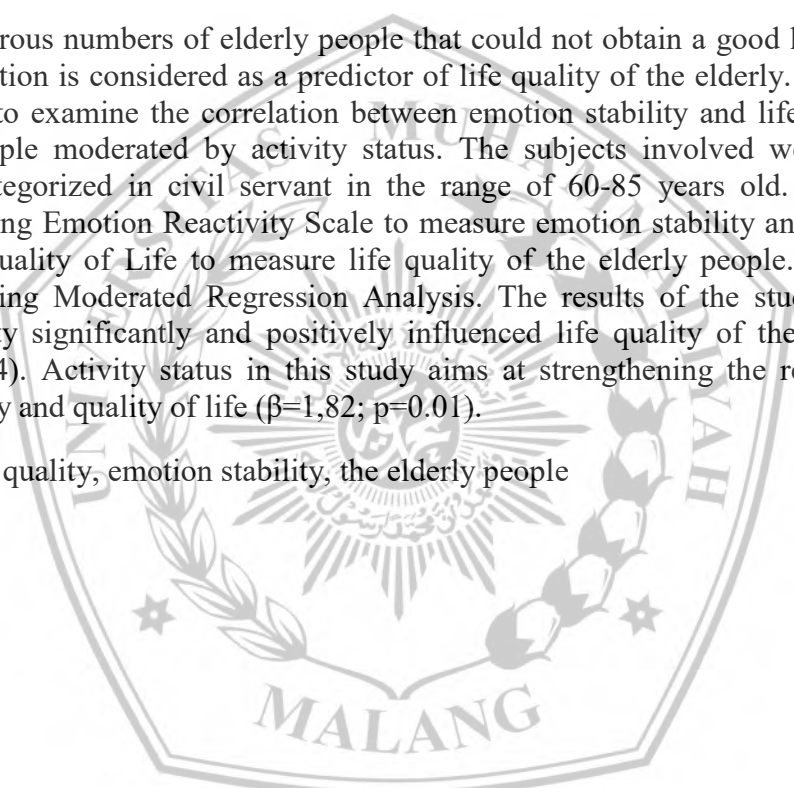 rous numbers of elderly people that could not obtain a good
tion is considered as a predictor of life quality of the elderly.
to examine the correlation between emotion stability and life
ple moderated by activity status. The subjects involved we
tegorized in civil servant in the range of 60-85 years old.
ng Emotion Reactivity Scale to measure emotion stability an
uality of Life to measure life quality of the elderly people.
ing Moderated Regression Analysis. The results of the stud
ty significantly and positively influenced life quality of the
4). Activity status in this study aims at strengthening the re
y and quality of life (β=1,82; p=0.01).
quality, emotion stability, the elderly people
UNIVERSITAS MUHAMMADIYAH
MALANG